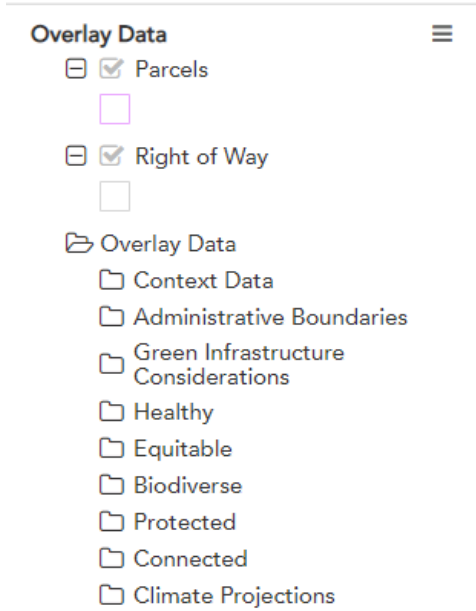 Overlay Data
Parcels
Right of Way
Overlay Data
Context Data
Administrative Boundaries
Green Infrastructure
Considerations
Healthy
Equitable
Biodiverse
Protected
Connected
Climate Projections